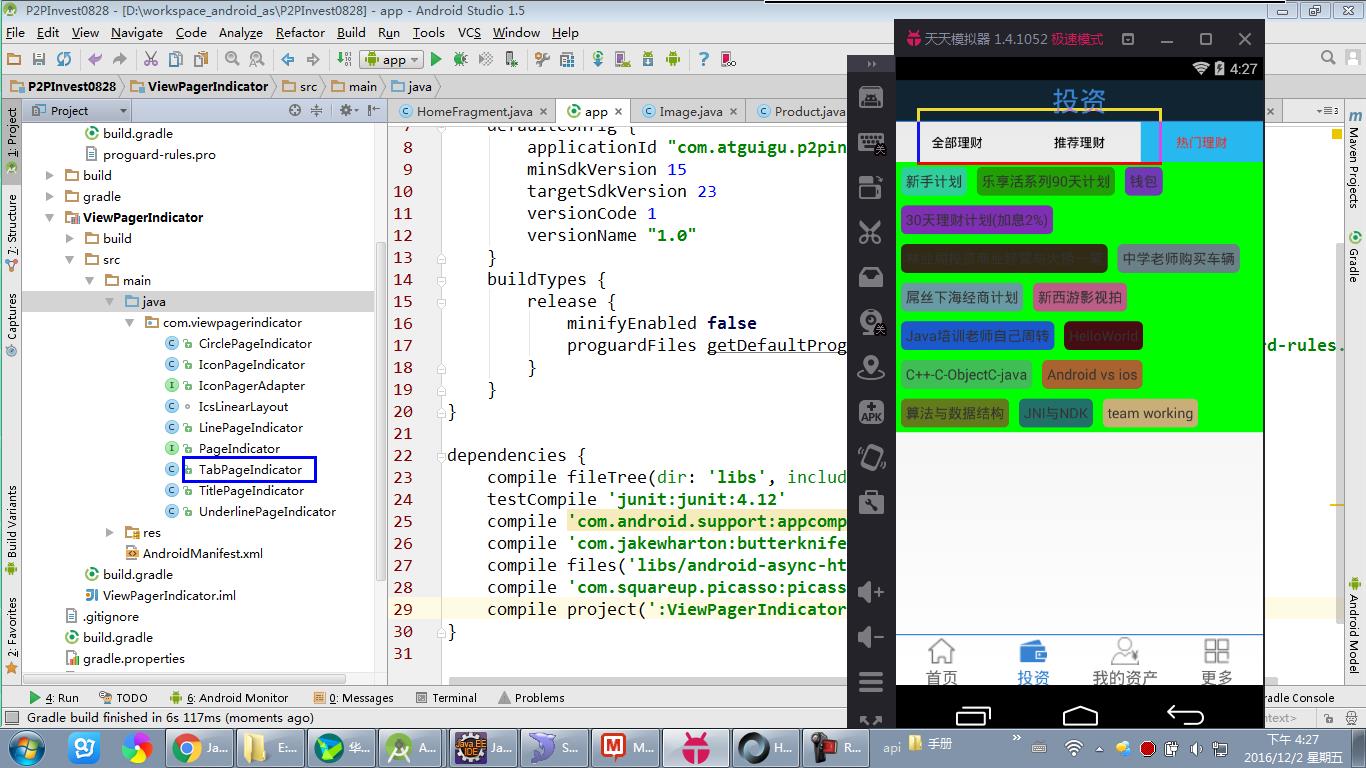 P2PInvest0828 - [D:\workspace_android_as\P2PInvest0828] - app - Android Studio 1.5
File Edit View Navigate Code Analyze Refactor Build Run Tools VCS Window Help
app
P2PInvest0828 ViewPagerIndicator src main java
Project
HomeFragment.java app Image.java Product.java
1: Project
7: Structure
Captures
Build Variants
2: Favorites
build.gradle
proguard-rules.pro
build
gradle
ViewPagerIndicator
build
src
main
java
com.viewpagerindicator
CirclePageIndicator
IconPageIndicator
IconPagerAdapter
IcsLinearLayout
LinePageIndicator
PageIndicator
TabPageIndicator
TitlePageIndicator
UnderlinePageIndicator
res
AndroidManifest.xml
build.gradle
ViewPagerIndicator.iml
.gitignore
build.gradle
gradle.properties
7 defaultConfig {
8 applicationId "com.atguigu.p2pin
9 minSdkVersion 15
10 targetSdkVersion 23
11 versionCode 1
12 versionName "1.0"
13 }
14 buildTypes {
15 release {
16 minifyEnabled false
17 proguardFiles getDefaultProg
rd-rules.
18 }
19 }
20 }
21
22 dependencies {
23 compile fileTree(dir: 'libs', includ
24 testCompile 'junit:junit:4.12'
25 compile 'com.android.support:appcomp
26 compile 'com.jakewharton:butterknife
27 compile files('libs/android-async-ht
28 compile 'com.squareup.picasso:picass
29 compile project(':ViewPagerIndicator
30 }
31
天天模拟器 1.4.1052 极速模式
4:27
投资
全部理财 推荐理财 热门理财
新手计划 乐享活系列90天计划 钱包
30天理财计划(加息2%)
中学老师购买车辆
屌丝下海经商计划 新西游影视拍
Java培训老师自己周转 HelloWorld
C++-C-ObjectC-java Android vs ios
算法与数据结构 JNI与NDK team working
首页 投资 我的资产 更多
关
关
APK
Maven Projects
Gradle
Android Model
4: Run TODO 6: Android Monitor 0: Messages Terminal Problems
Gradle Console
Gradle build finished in 6s 117ms (moments ago)
ntext>
Ja... E... 华... A... Ja... S... M... H... R...
api 手册
下午 4:27
2016/12/2 星期五